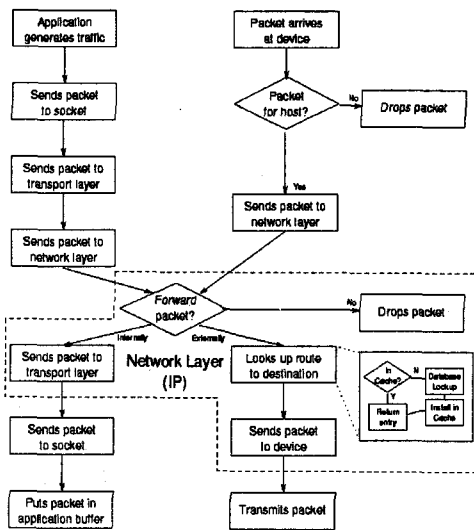 Application
generates traffic
Packet arrives
at device
Sends packet
to socket
Packet
for host?
No
Drops packet
Sends packet to
transport layer
Yes
Sends packet to
network layer
Sends packet to
network layer
Forward
packet?
No
Drops packet
Internally
Externally
Sends packet to
transport layer
Network Layer
(IP)
Looks up route
to destination
In
Cache?
N
Database
Lookup
Y
Return
entry
Install in
Cache
Sends packet
to socket
Sends packet
to device
Puts packet in
application buffer
Transmits packet